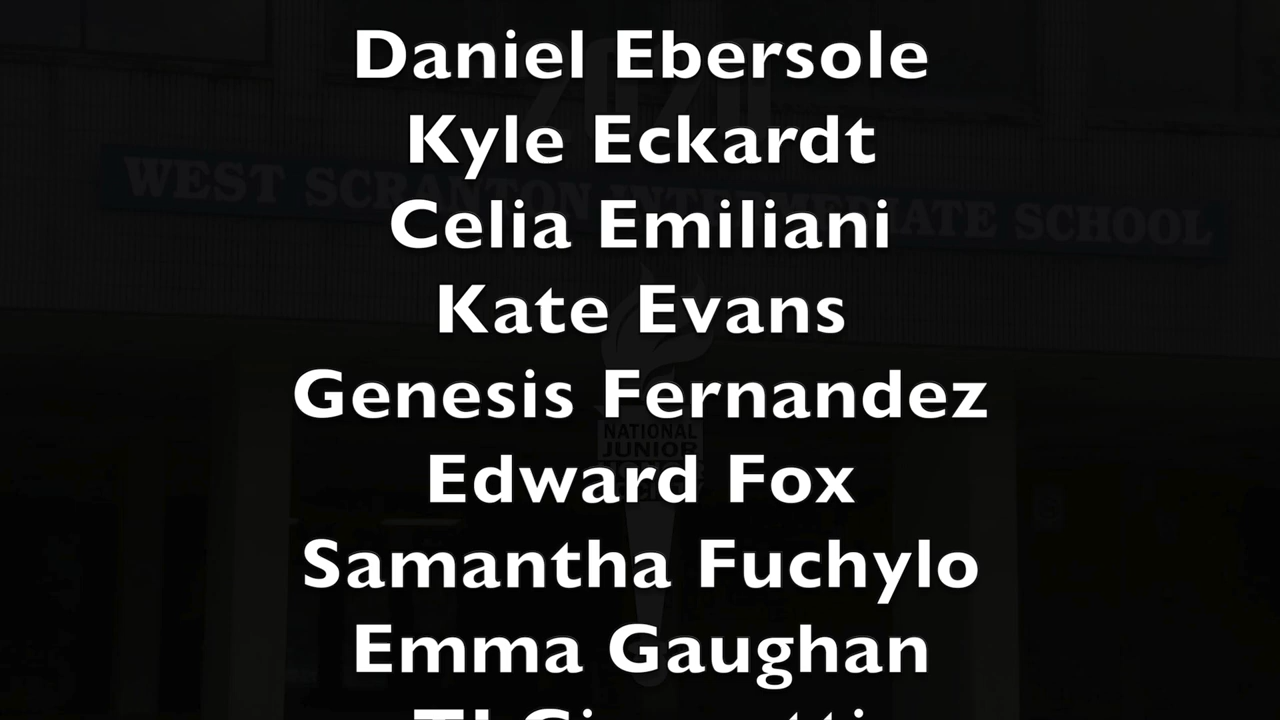 2020
Daniel Ebersole
Kyle Eckardt
WEST SCRANTON INTERMEDIATE SCHOOL
Celia Emiliani
Kate Evans
Genesis Fernandez
NATIONAL
JUNIOR
Edward Fox
Samantha Fuchylo
Emma Gaughan